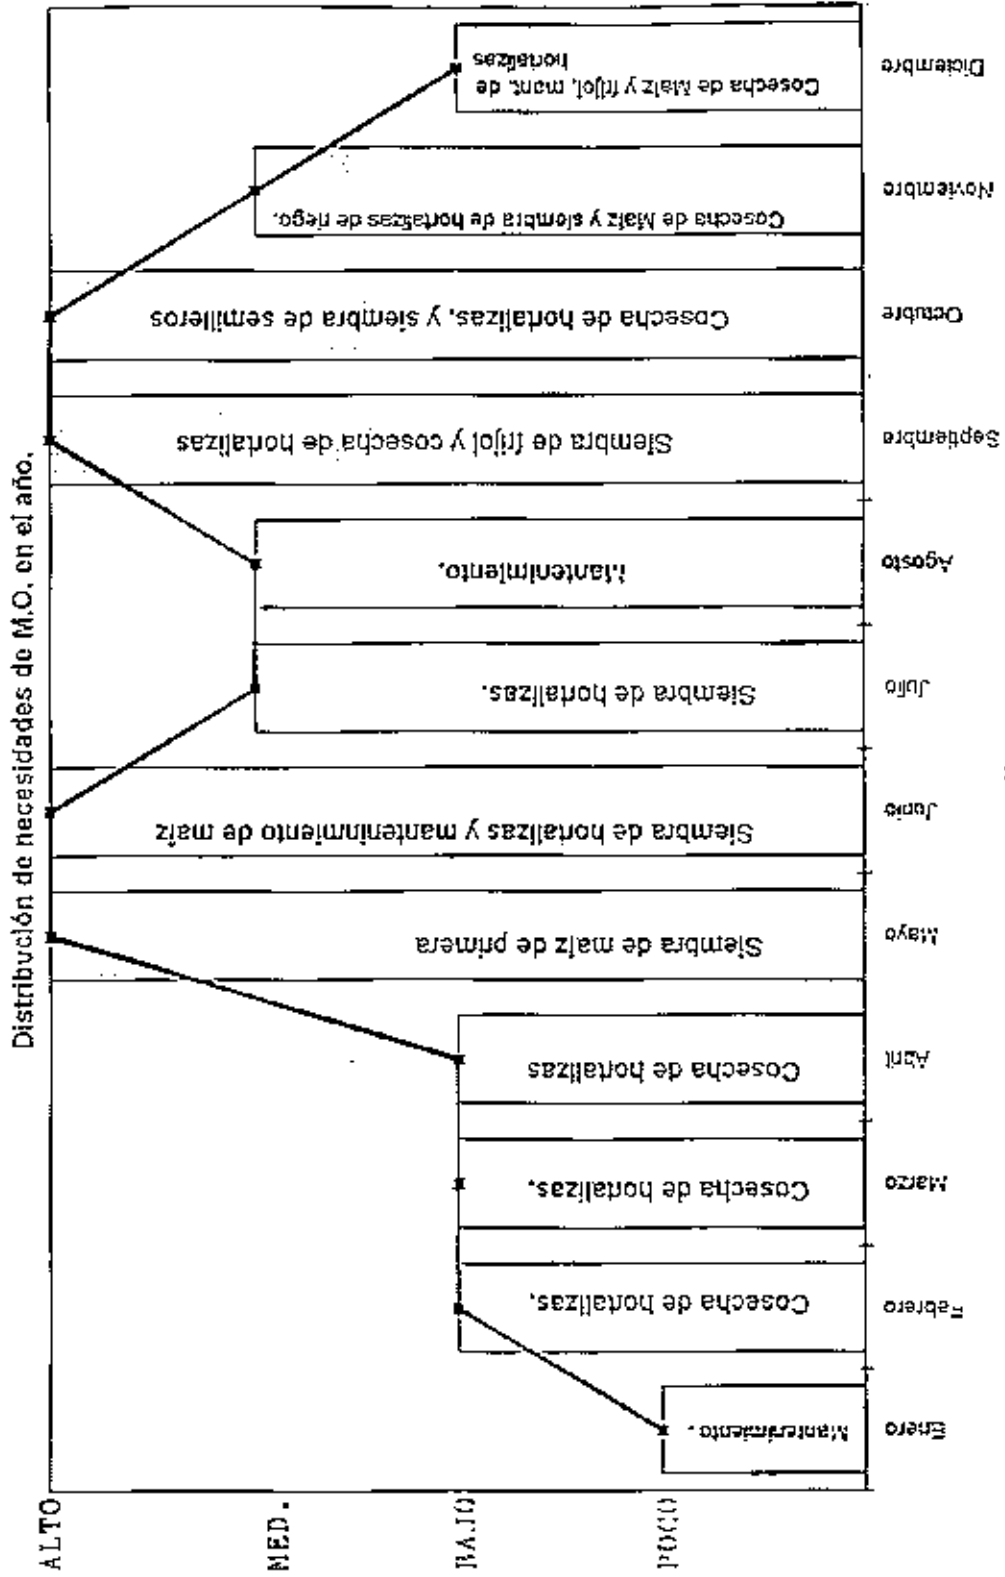 Distribución de necesidades de M.O. en el año.
ALTO
MED.
BAJO
POCO
Mantenimiento.
Cosecha de hortalizas.
Cosecha de hortalizas.
Cosecha de hortalizas
Siembra de maíz de primera
Siembra de hortalizas y manteninmiento de maíz
Siembra de hortalizas.
Mantenimiento.
Siembra de frijol y cosecha de hortalizas
Cosecha de hortalizas, y siembra de semilleros
Cosecha de Maíz y siembra de hortalizas de riego.
Cosecha de Maíz y frijol, mant. de
hortalizas
Enero
Febrero
Marzo
Abril
Mayo
Junio
Julio
Agosto
Septiembre
Octubre
Noviembre
Diciembre